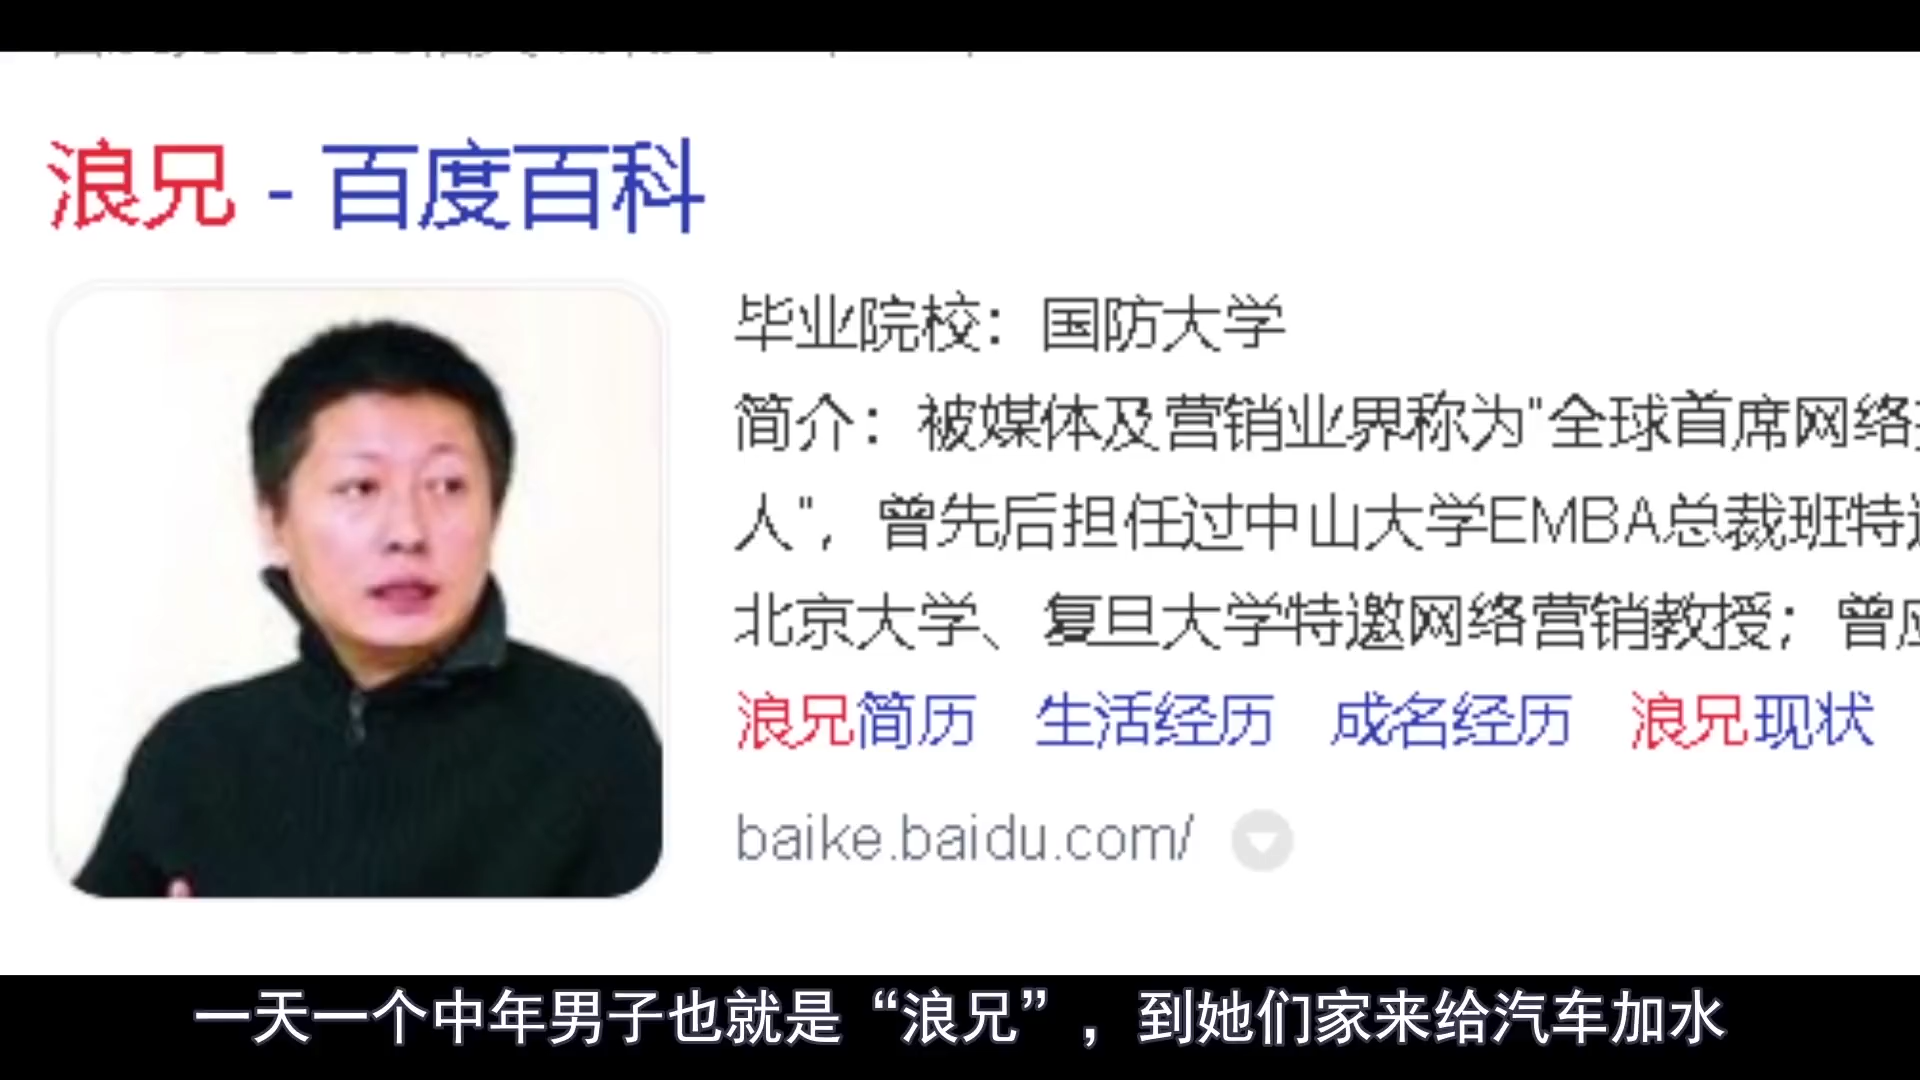 浪兄 - 百度百科
毕业院校：国防大学
简介：被媒体及营销业界称为"全球首席网络
人"，曾先后担任过中山大学EMBA总裁班特
北京大学、复旦大学特邀网络营销教授；曾
浪兄简历 生活经历 成名经历 浪兄现状
baike.baidu.com/
一天一个中年男子也就是“浪兄”，到她们家来给汽车加水